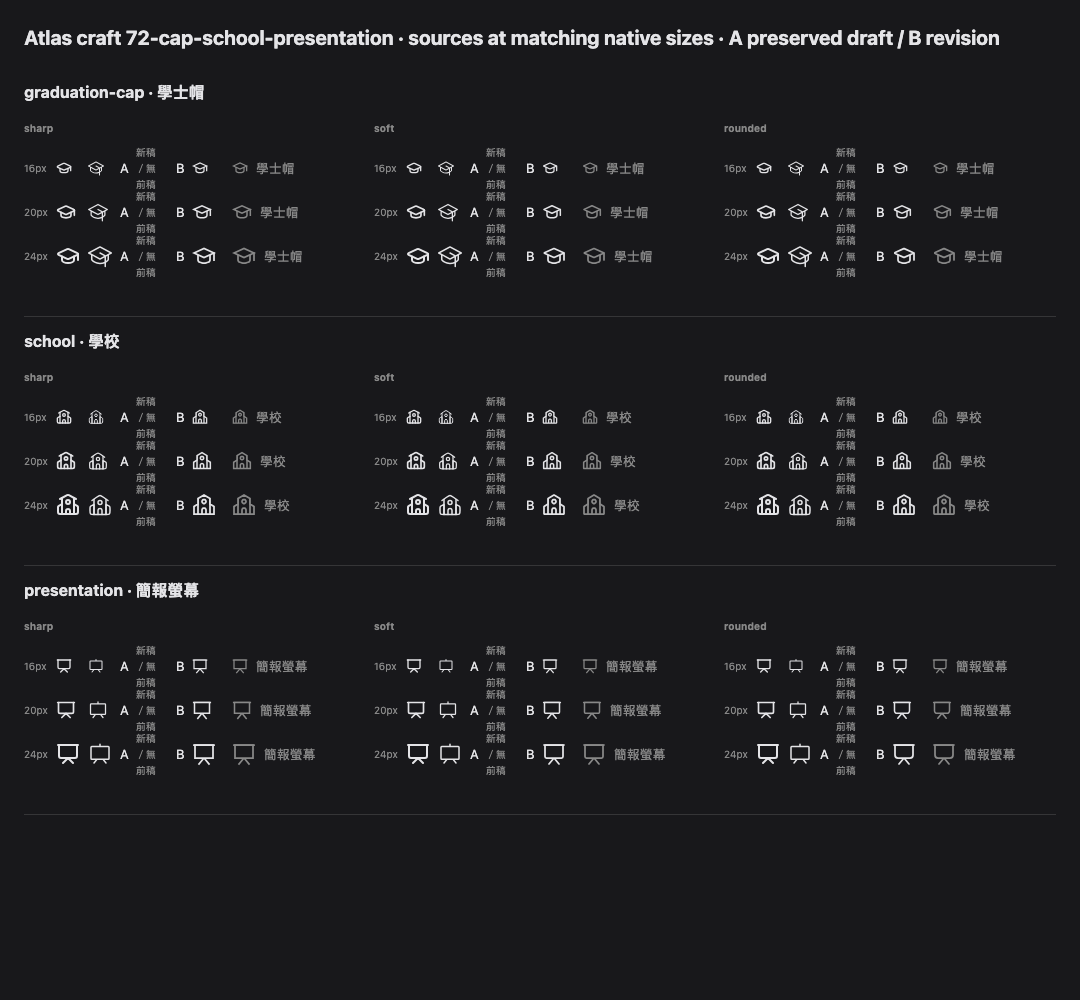 Atlas craft 72-cap-school-presentation · sources at matching native sizes · A preserved draft / B revision
graduation-cap · 學士帽
sharp
soft
rounded
16px A 新稿 / 無前稿 B 學士帽
16px A 新稿 / 無前稿 B 學士帽
16px A 新稿 / 無前稿 B 學士帽
20px A 新稿 / 無前稿 B 學士帽
20px A 新稿 / 無前稿 B 學士帽
20px A 新稿 / 無前稿 B 學士帽
24px A 新稿 / 無前稿 B 學士帽
24px A 新稿 / 無前稿 B 學士帽
24px A 新稿 / 無前稿 B 學士帽
school · 學校
sharp
soft
rounded
16px A 新稿 / 無前稿 B 學校
16px A 新稿 / 無前稿 B 學校
16px A 新稿 / 無前稿 B 學校
20px A 新稿 / 無前稿 B 學校
20px A 新稿 / 無前稿 B 學校
20px A 新稿 / 無前稿 B 學校
24px A 新稿 / 無前稿 B 學校
24px A 新稿 / 無前稿 B 學校
24px A 新稿 / 無前稿 B 學校
presentation · 簡報螢幕
sharp
soft
rounded
16px A 新稿 / 無前稿 B 簡報螢幕
16px A 新稿 / 無前稿 B 簡報螢幕
16px A 新稿 / 無前稿 B 簡報螢幕
20px A 新稿 / 無前稿 B 簡報螢幕
20px A 新稿 / 無前稿 B 簡報螢幕
20px A 新稿 / 無前稿 B 簡報螢幕
24px A 新稿 / 無前稿 B 簡報螢幕
24px A 新稿 / 無前稿 B 簡報螢幕
24px A 新稿 / 無前稿 B 簡報螢幕